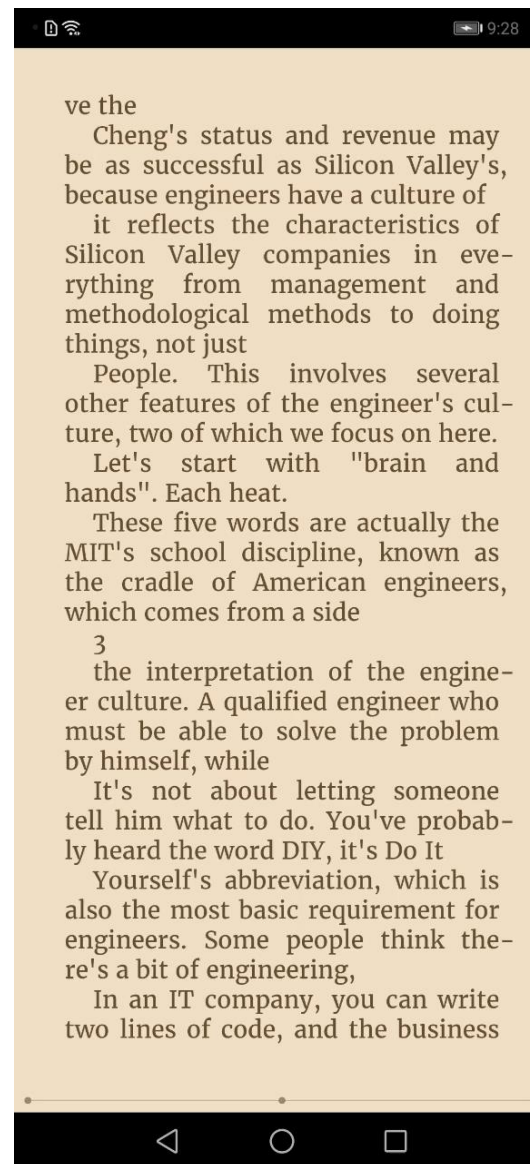 9:28
ve the
Cheng's status and revenue may
be as successful as Silicon Valley's,
because engineers have a culture of
it reflects the characteristics of
Silicon Valley companies in eve-
rything from management and
methodological methods to doing
things, not just
People. This involves several
other features of the engineer's cul-
ture, two of which we focus on here.
Let's start with "brain and
hands". Each heat.
These five words are actually the
MIT's school discipline, known as
the cradle of American engineers,
which comes from a side
3
the interpretation of the engine-
er culture. A qualified engineer who
must be able to solve the problem
by himself, while
It's not about letting someone
tell him what to do. You've probab-
ly heard the word DIY, it's Do It
Yourself's abbreviation, which is
also the most basic requirement for
engineers. Some people think the-
re's a bit of engineering,
In an IT company, you can write
two lines of code, and the business